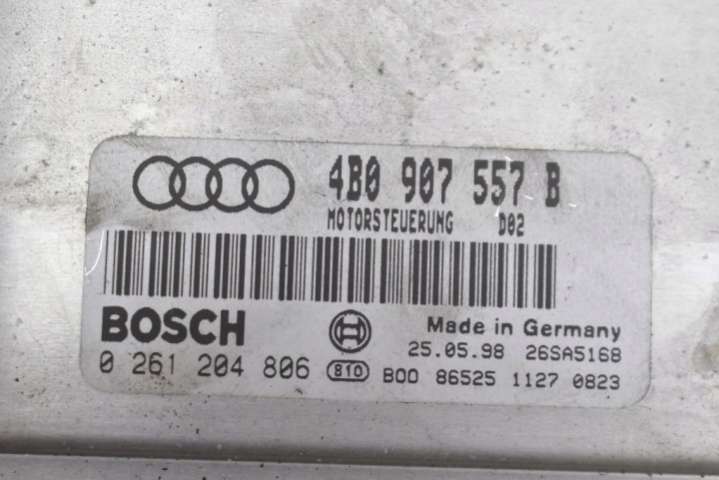 4B0 907 557 B
MOTORSTEUERUNG D02
BOSCH
Made in Germany
25.05.98 26SA5168
0 261 204 806 810 B00 86525 1127 0823